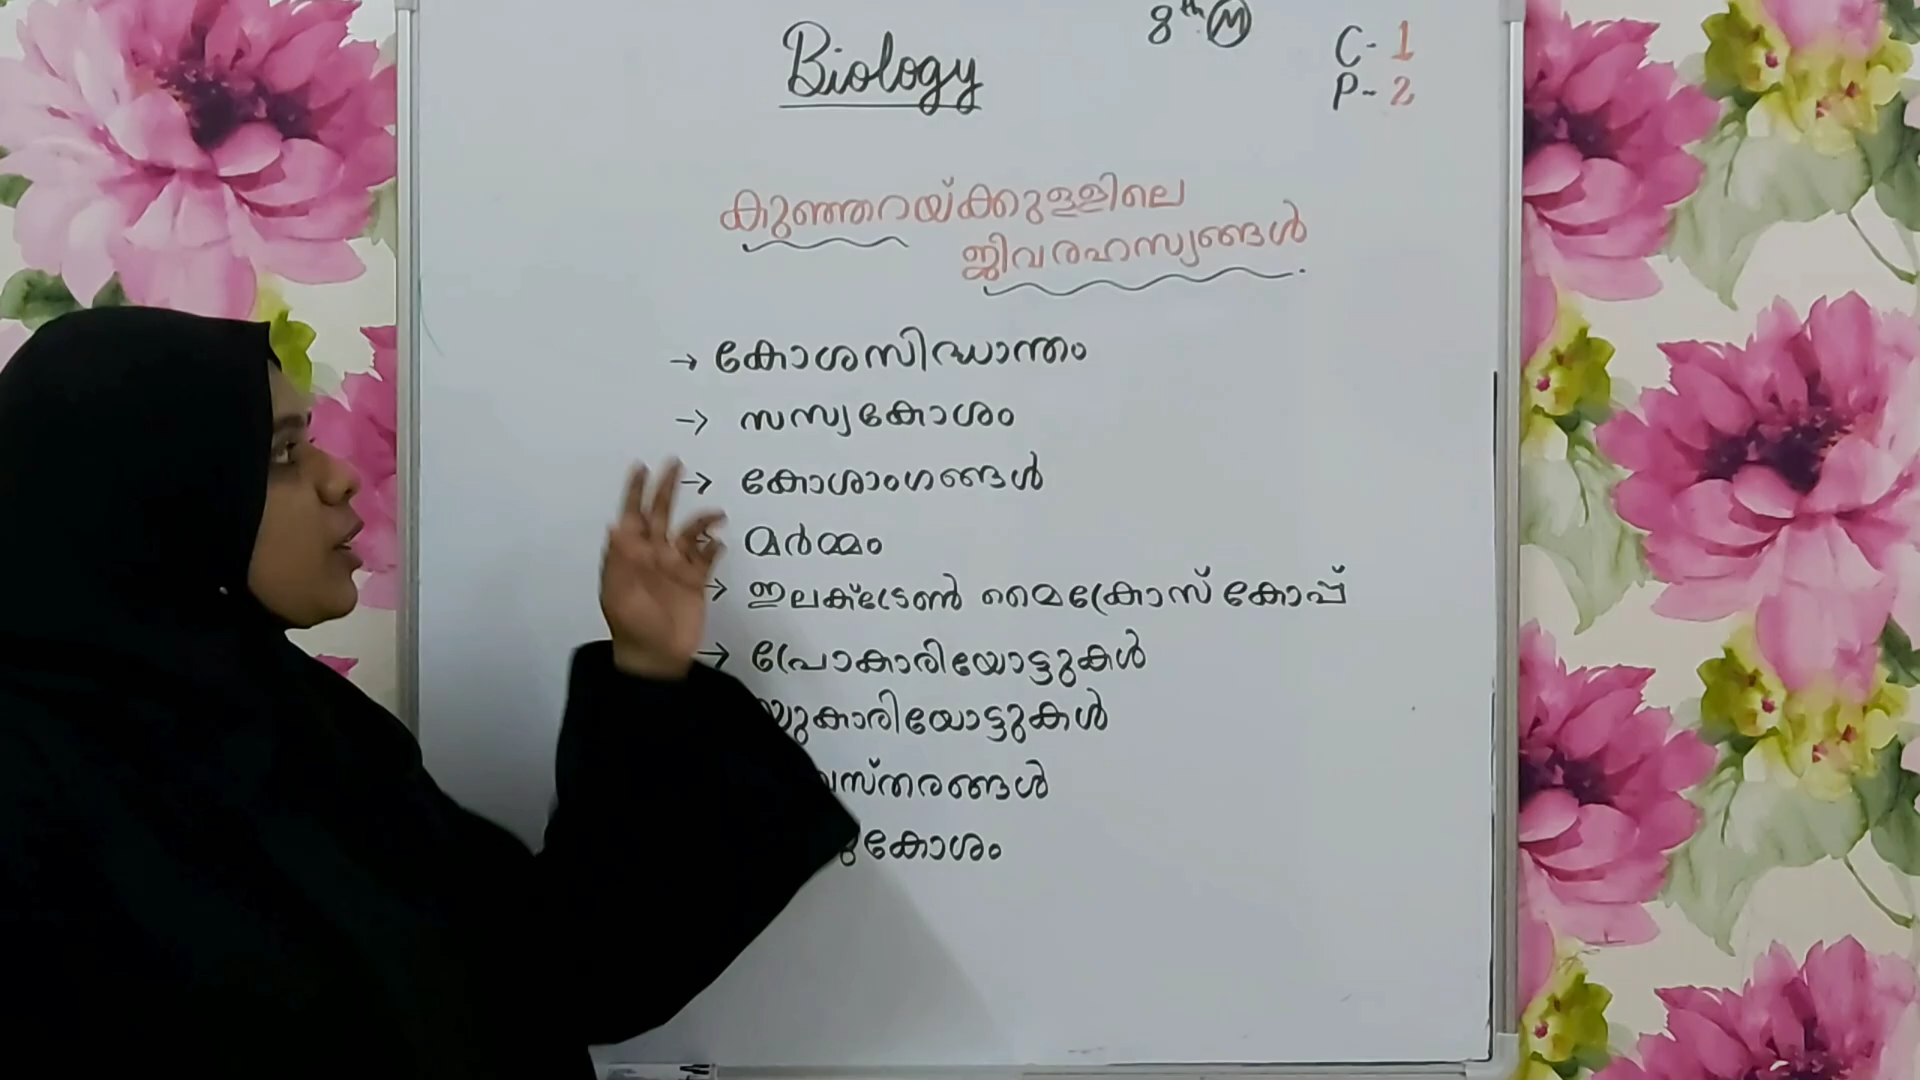 Biology
8th M
C-1
P-2
കുഞ്ഞറയ്ക്കുള്ളിലെ
ജീവരഹസ്യങ്ങൾ
→ കോശസിദ്ധാന്തം
→ സസ്യകോശം
→ കോശാംഗങ്ങൾ
മർമ്മം
→ ഇലക്ട്രോൺ മൈക്രോസ്കോപ്പ്
→ പ്രോകാരിയോട്ടുകൾ
യുകാരിയോട്ടുകൾ